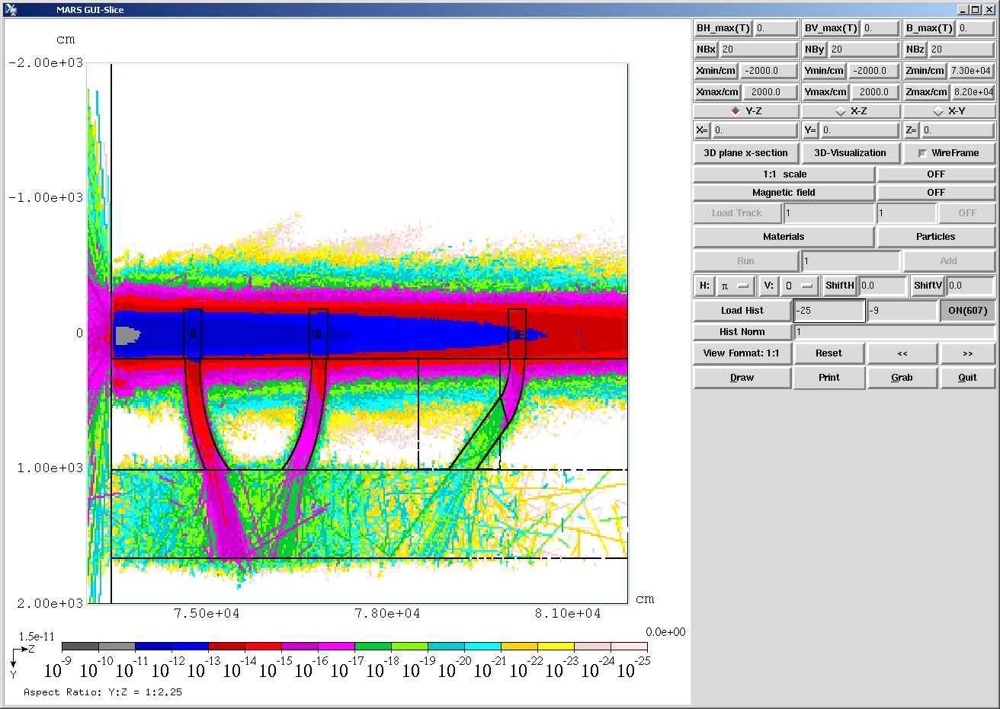 MARS GUI-Slice
cm
-2.00e+03
-1.00e+03
0
1.00e+03
2.00e+03
7.50e+04 7.80e+04 8.10e+04
cm
1.5e-11 0.0e+00
Z
Y
10-9 10-10 10-11 10-12 10-13 10-14 10-15 10-16 10-17 10-18 10-19 10-20 10-21 10-22 10-23 10-24 10-25
Aspect Ratio: Y:Z = 1:2.25
BH_max(T) 0. BV_max(T) 0. B_max(T) 0.
NBx 20 NBy 20 NBz 20
Xmin/cm -2000.0 Ymin/cm -2000.0 Zmin/cm 7.30e+04
Xmax/cm 2000.0 Ymax/cm 2000.0 Zmax/cm 8.20e+04
Y-Z X-Z X-Y
X= 0. Y= 0. Z= 0.
3D plane x-section 3D-Visualization WireFrame
1:1 scale OFF
Magnetic field OFF
Load Track 1 1 OFF
Materials Particles
Run 1 Add
H: π V: 0 ShiftH 0.0 ShiftV 0.0
Load Hist -25 -9 ON(607)
Hist Norm 1
View Format: 1:1 Reset << >>
Draw Print Grab Quit